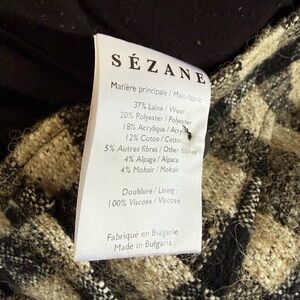 SÉZANE
Matière principale / Main fabric
37% Laine / Wool
20% Polyester / Polyester
18% Acrylique / Acrylic
12% Coton / Cotton
5% Autres fibres / Other fibres
4% Alpaga / Alpaca
4% Mohair / Mohair
Doublure / Lining :
100% Viscose / Viscose
Fabriqué en Bulgarie
Made in Bulgaria